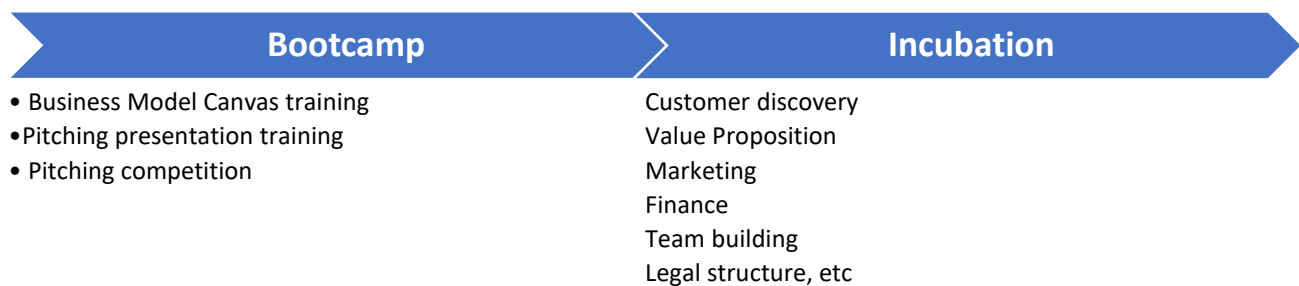 Bootcamp
• Business Model Canvas training
•Pitching presentation training
• Pitching competition
Incubation
Customer discovery
Value Proposition
Marketing
Finance
Team building
Legal structure, etc